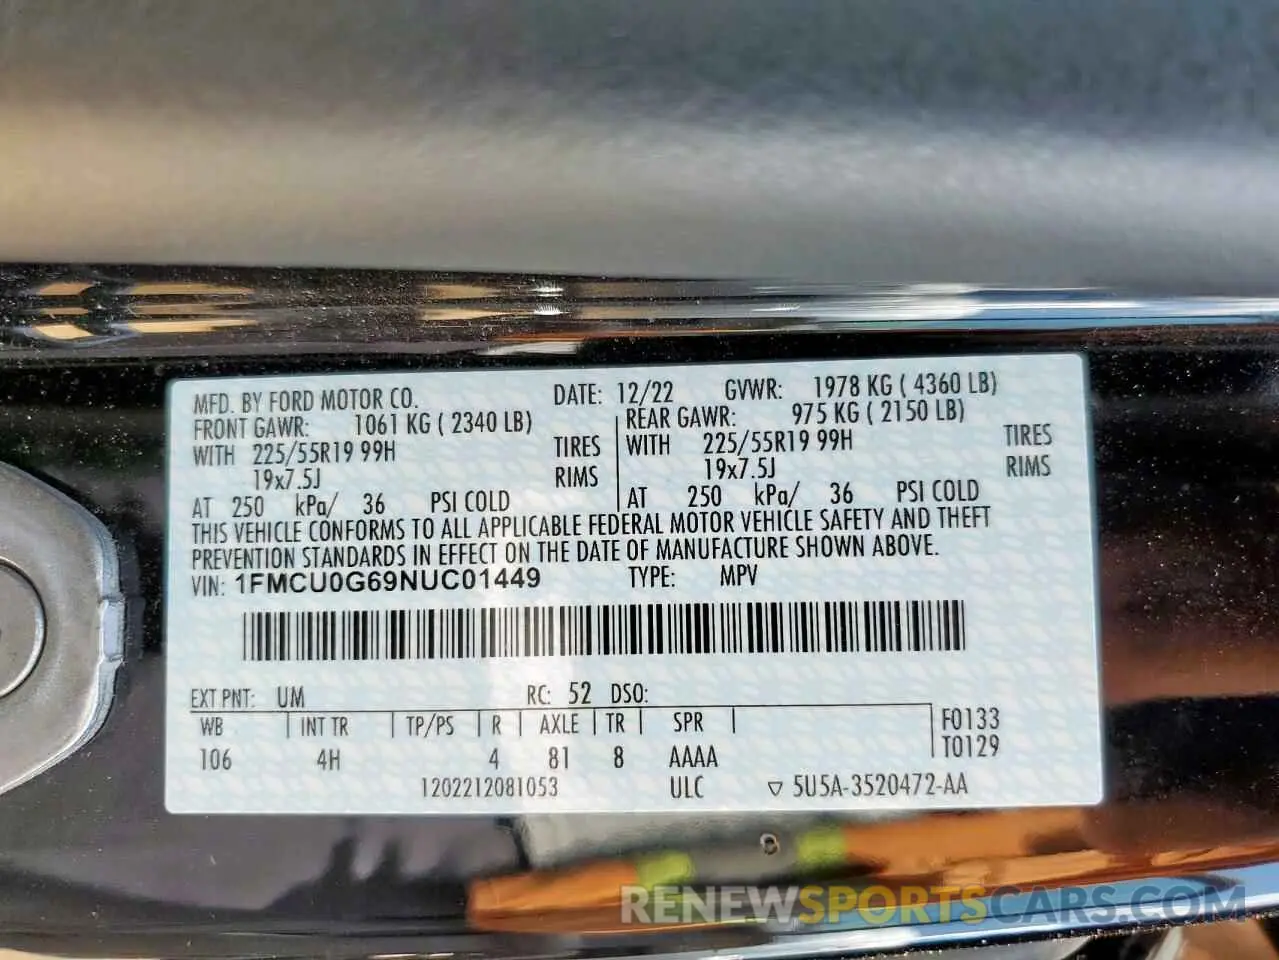 MFD. BY FORD MOTOR CO. DATE: 12/22 GVWR: 1978 KG ( 4360 LB)
FRONT GAWR: 1061 KG ( 2340 LB) REAR GAWR: 975 KG ( 2150 LB)
WITH 225/55R19 99H TIRES WITH 225/55R19 99H TIRES
19x7.5J RIMS 19x7.5J RIMS
AT 250 kPa/ 36 PSI COLD AT 250 kPa/ 36 PSI COLD
THIS VEHICLE CONFORMS TO ALL APPLICABLE FEDERAL MOTOR VEHICLE SAFETY AND THEFT
PREVENTION STANDARDS IN EFFECT ON THE DATE OF MANUFACTURE SHOWN ABOVE.
VIN: 1FMCU0G69NUC01449 TYPE: MPV
EXT PNT: UM RC: 52 DSO:
WB INT TR TP/PS R AXLE TR SPR F0133
106 4H 4 81 8 AAAA T0129
1202212081053 ULC ▽ 5U5A-3520472-AA
RENEWSPORTSCARS.COM